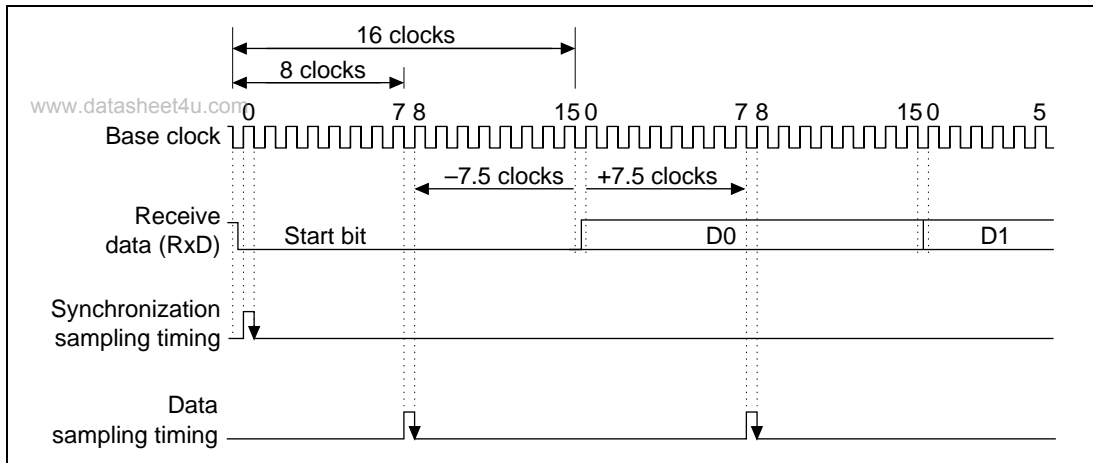 16 clocks
8 clocks
www.datasheet4u.com
0 7 8 15 0 7 8 15 0 5
Base clock
–7.5 clocks +7.5 clocks
Receive
data (RxD)
Start bit D0 D1
Synchronization
sampling timing
Data
sampling timing